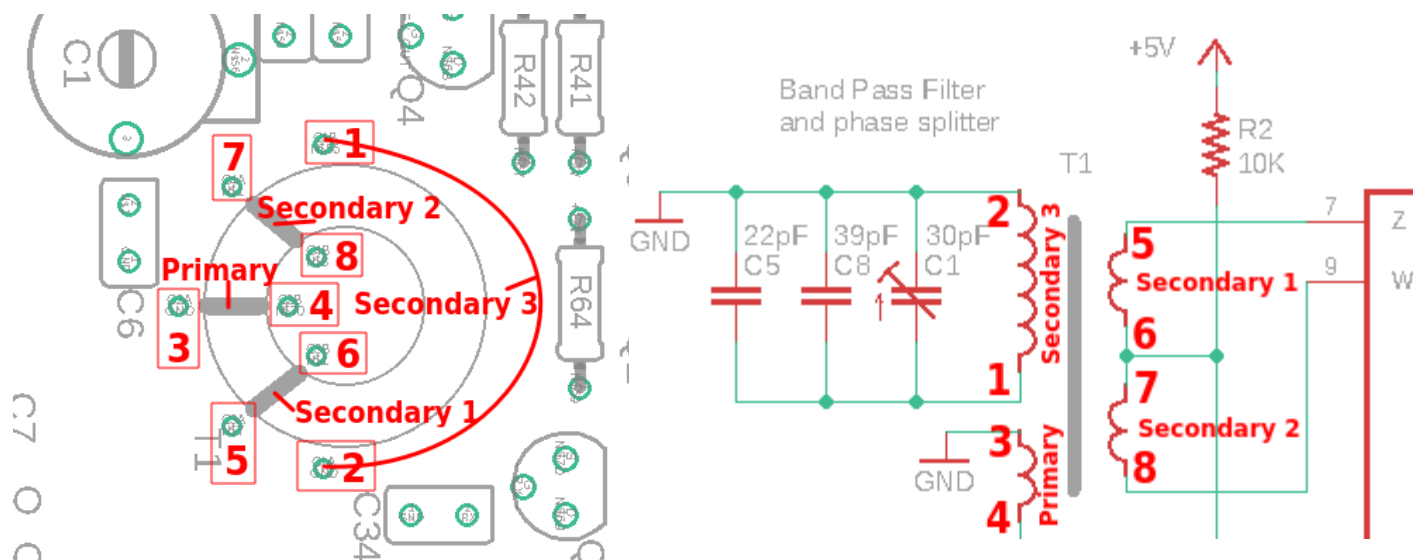 C1
Q4
R42
R41
7
1
Secondary 2
8
Primary
Secondary 3
4
R64
3
C6
6
Secondary 1
5
T1
2
C7
C34
Q
Band Pass Filter
and phase splitter
+5V
R2
10K
T1
GND
22pF
C5
39pF
C8
30pF
C1
2
Secondary 3
1
3
GND
Primary
4
5
Secondary 1
6
7
Secondary 2
8
7
Z
9
W